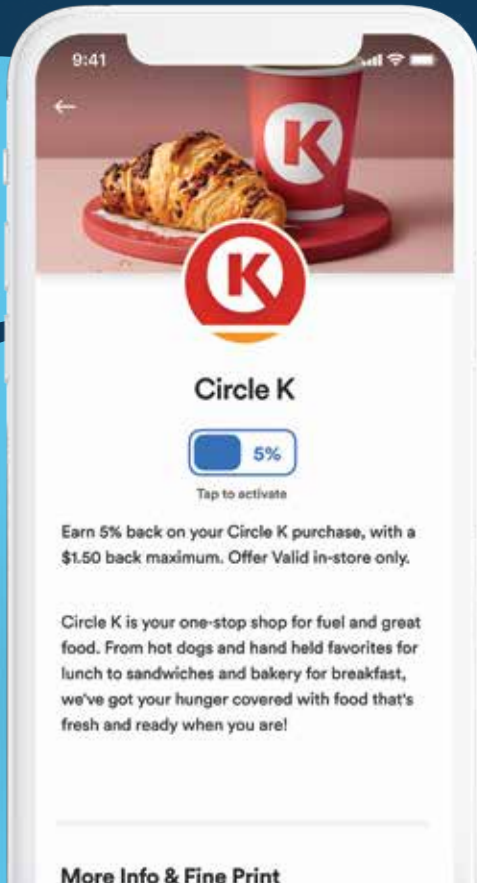 9:41
K
K
Circle K
5%
Tap to activate
Earn 5% back on your Circle K purchase, with a
$1.50 back maximum. Offer Valid in-store only.
Circle K is your one-stop shop for fuel and great
food. From hot dogs and hand held favorites for
lunch to sandwiches and bakery for breakfast,
we've got your hunger covered with food that's
fresh and ready when you are!
More Info & Fine Print